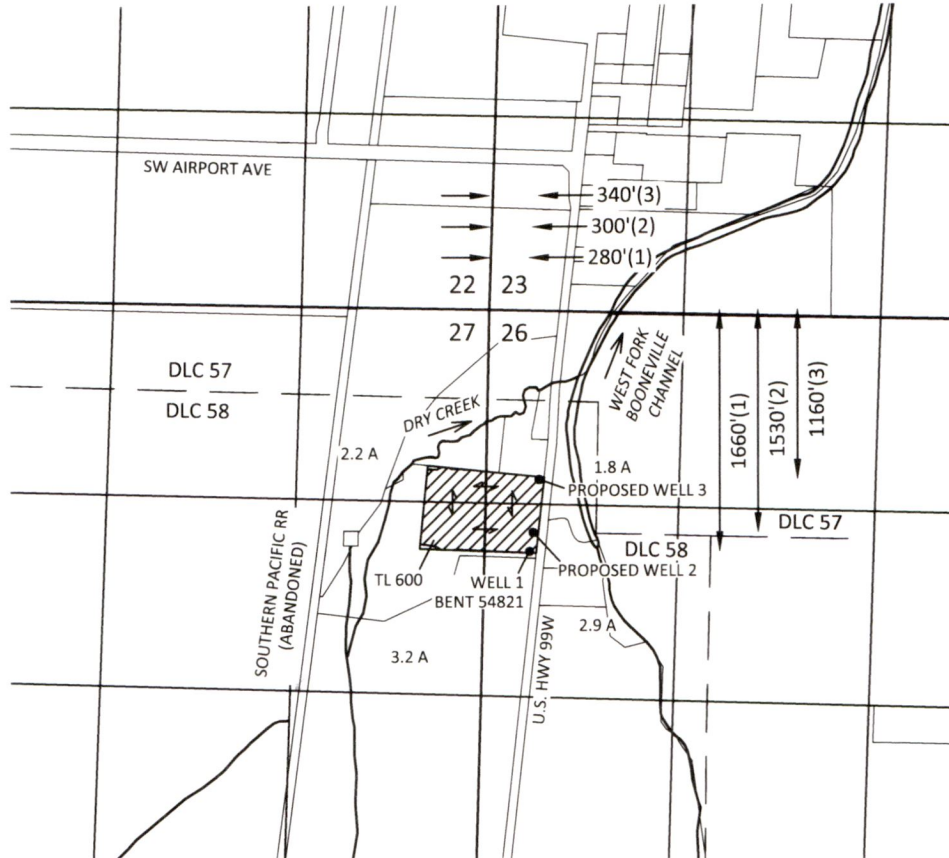 SW AIRPORT AVE
340'(3)
300'(2)
280'(1)
22 23
27 26
DLC 57
DLC 58
DRY CREEK
WEST FORK
BOONEVILLE
CHANNEL
1660'(1)
1530'(2)
1160'(3)
2.2 A
1.8 A
PROPOSED WELL 3
DLC 57
DLC 58
PROPOSED WELL 2
TL 600
WELL 1
BENT 54821
SOUTHERN PACIFIC RR
(ABANDONED)
U.S. HWY 99W
2.9 A
3.2 A